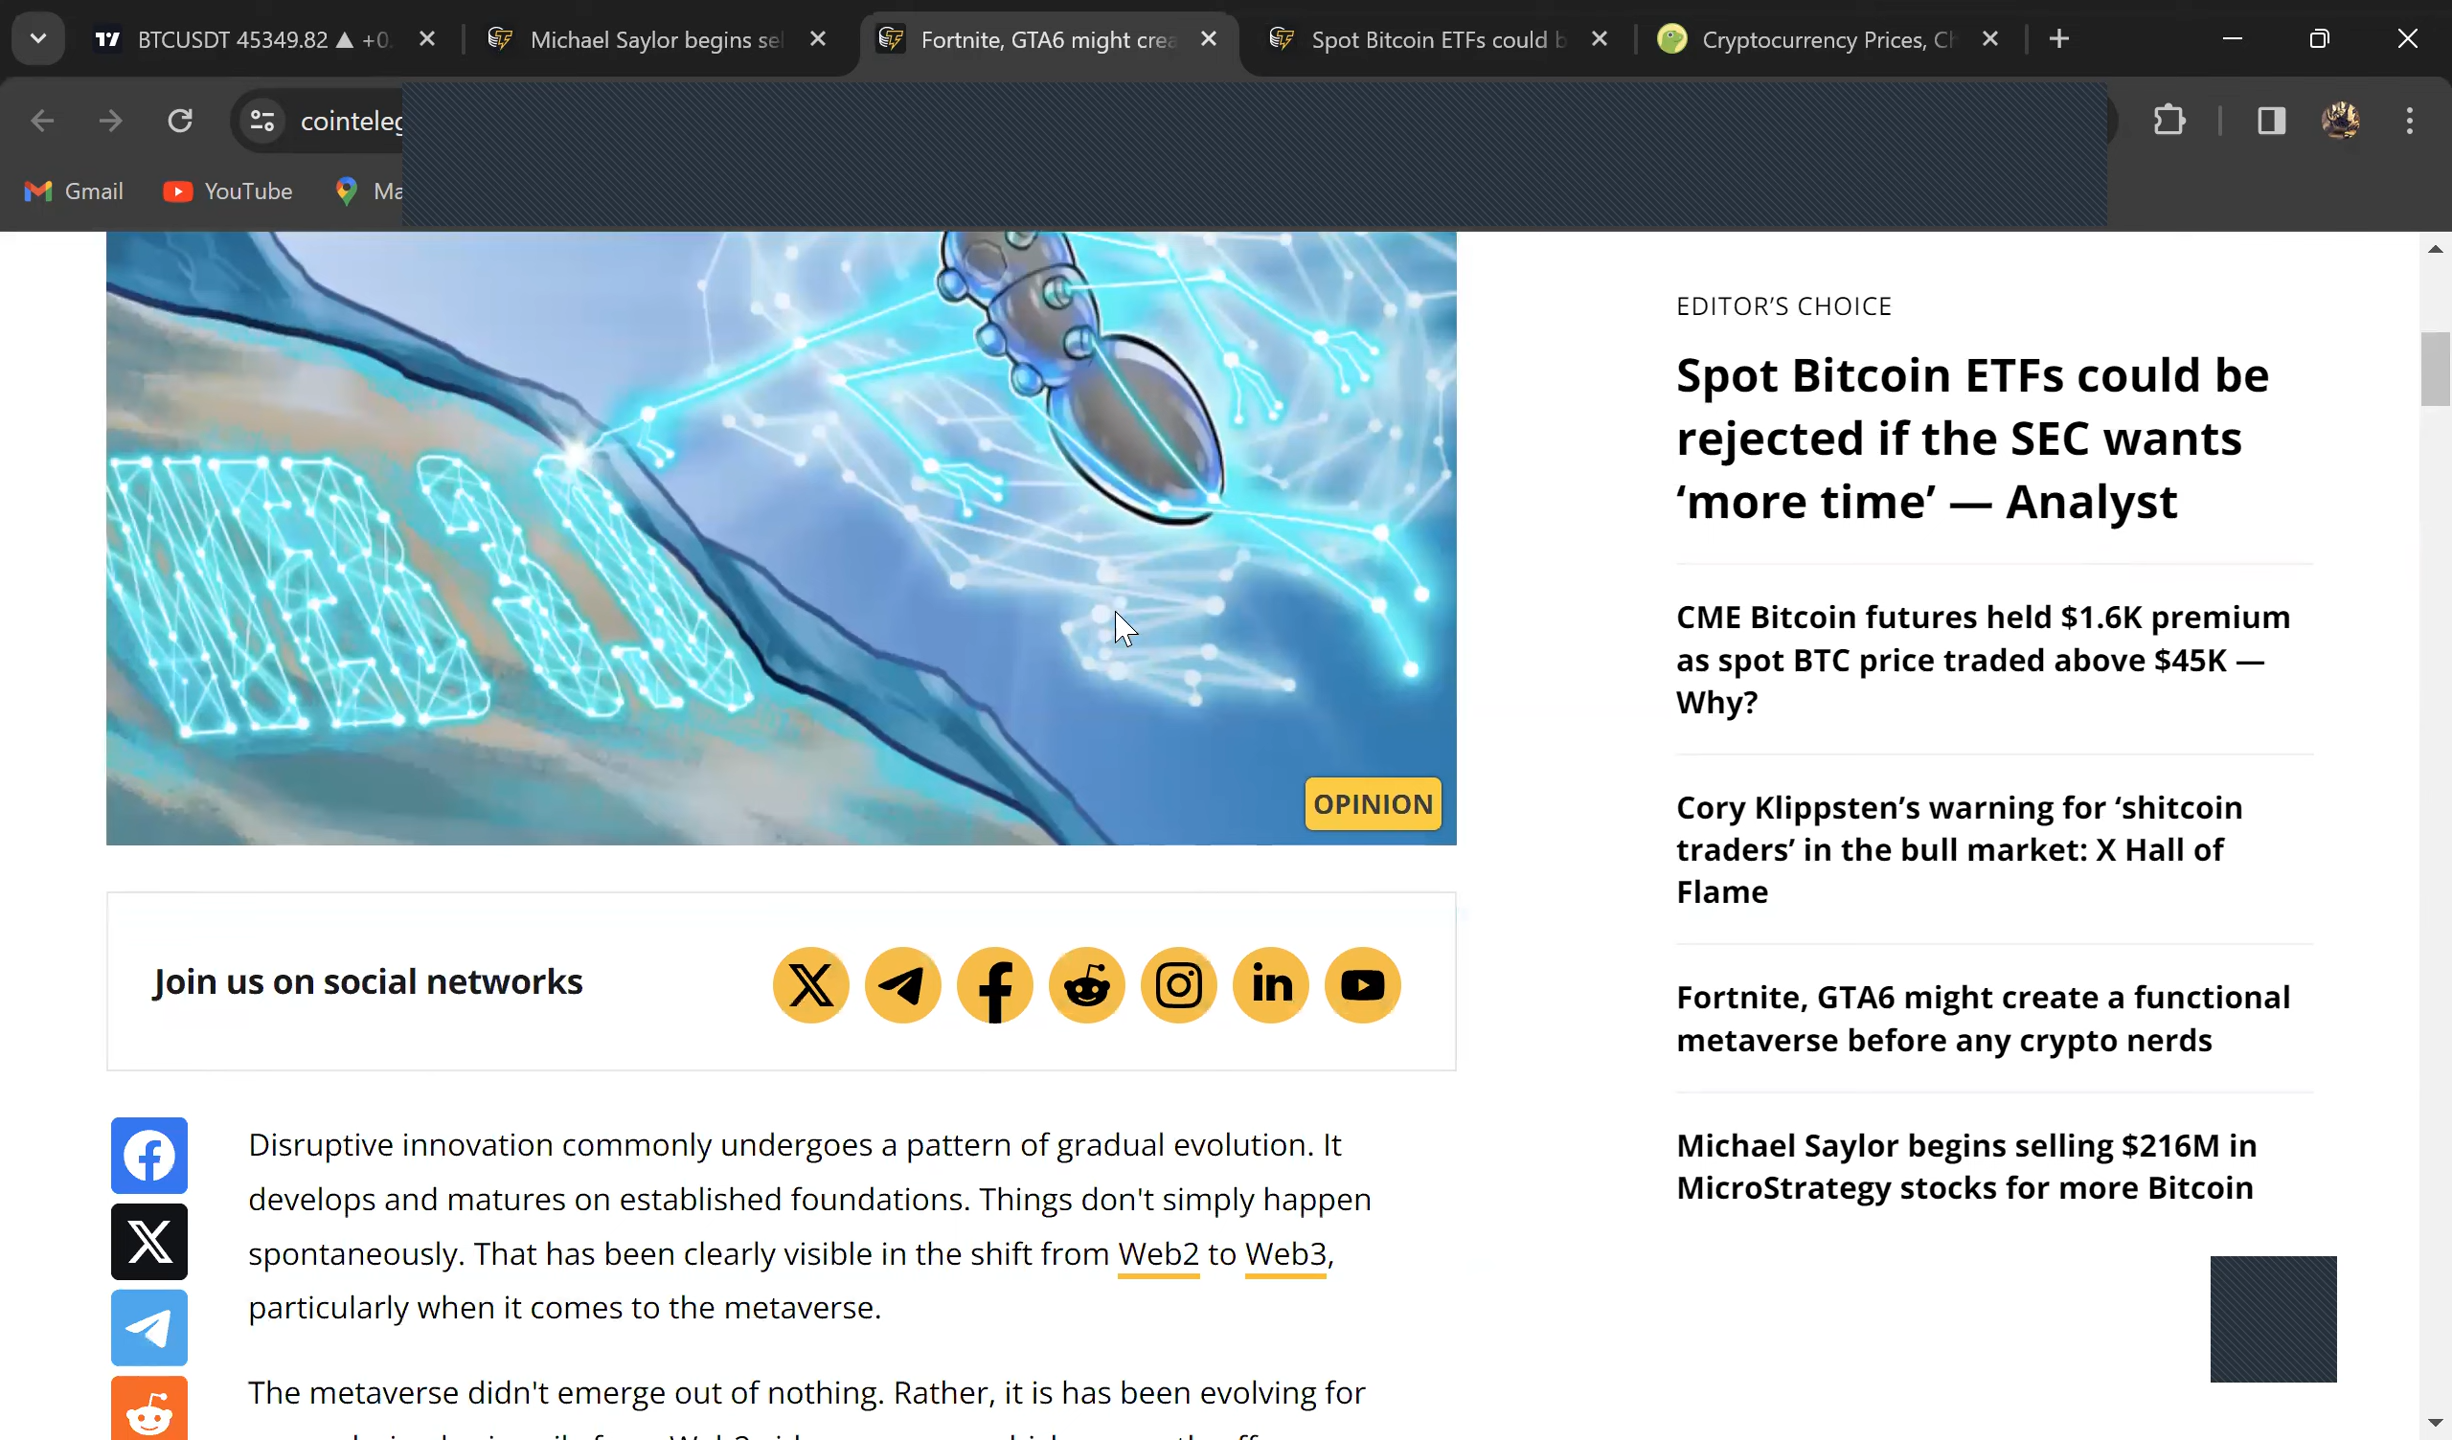 BTCUSDT 45349.82 ▲ +0.
Michael Saylor begins sel
Fortnite, GTA6 might crea
Spot Bitcoin ETFs could b
Cryptocurrency Prices, Ch
cointeleg
Gmail
YouTube
Ma
WEB 3.0
OPINION
Join us on social networks
Disruptive innovation commonly undergoes a pattern of gradual evolution. It
develops and matures on established foundations. Things don't simply happen
spontaneously. That has been clearly visible in the shift from Web2 to Web3,
particularly when it comes to the metaverse.
The metaverse didn't emerge out of nothing. Rather, it is has been evolving for
EDITOR’S CHOICE
Spot Bitcoin ETFs could be
rejected if the SEC wants
‘more time’ — Analyst
CME Bitcoin futures held $1.6K premium
as spot BTC price traded above $45K —
Why?
Cory Klippsten’s warning for ‘shitcoin
traders’ in the bull market: X Hall of
Flame
Fortnite, GTA6 might create a functional
metaverse before any crypto nerds
Michael Saylor begins selling $216M in
MicroStrategy stocks for more Bitcoin